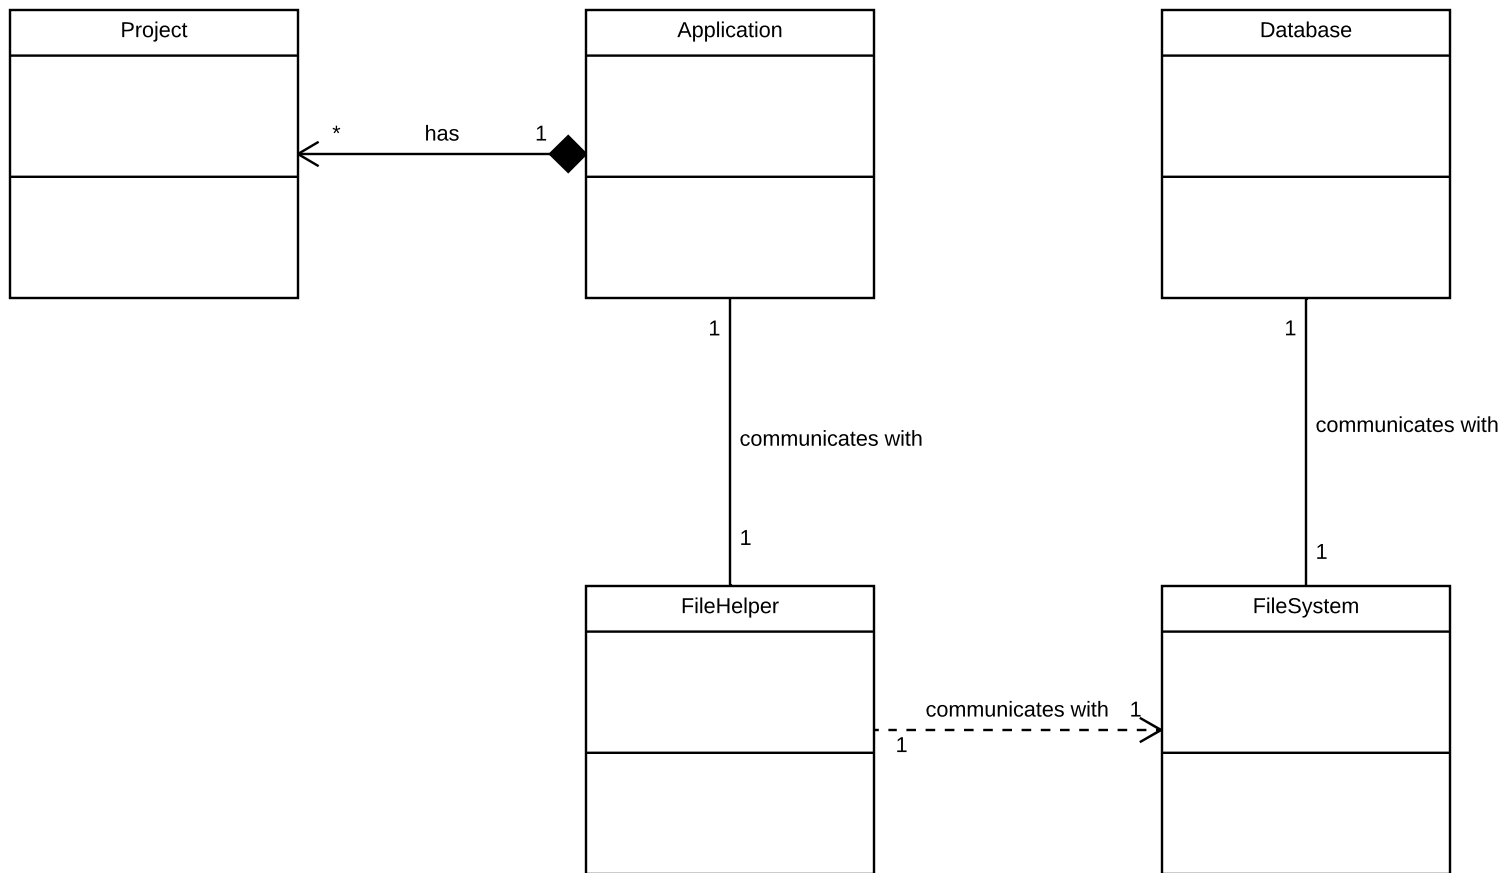 Project
Application
Database
*
has
1
1
1
communicates with
communicates with
1
1
FileHelper
FileSystem
communicates with
1
1